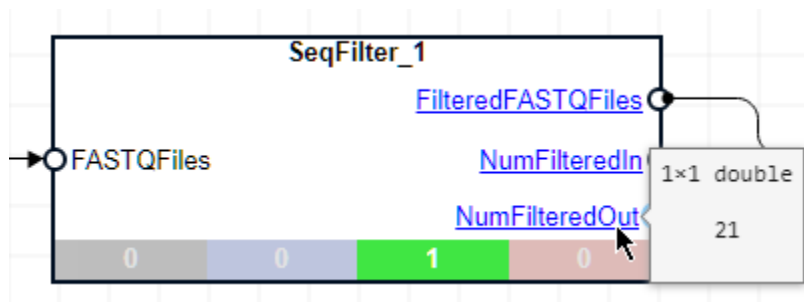 SeqFilter_1
FilteredFASTQFiles
FASTQFiles
NumFilteredIn
1×1 double
NumFilteredOut
21
0 0 1 0